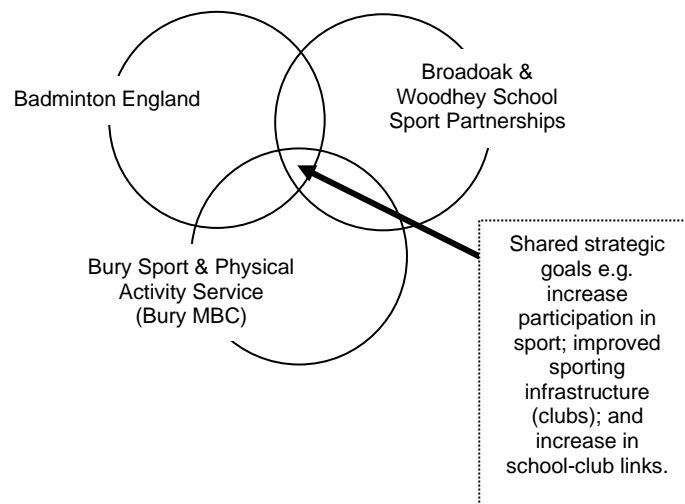 Badminton England
Broadoak &
Woodhey School
Sport Partnerships
Bury Sport & Physical
Activity Service
(Bury MBC)
Shared strategic
goals e.g.
increase
participation in
sport; improved
sporting
infrastructure
(clubs); and
increase in
school-club links.